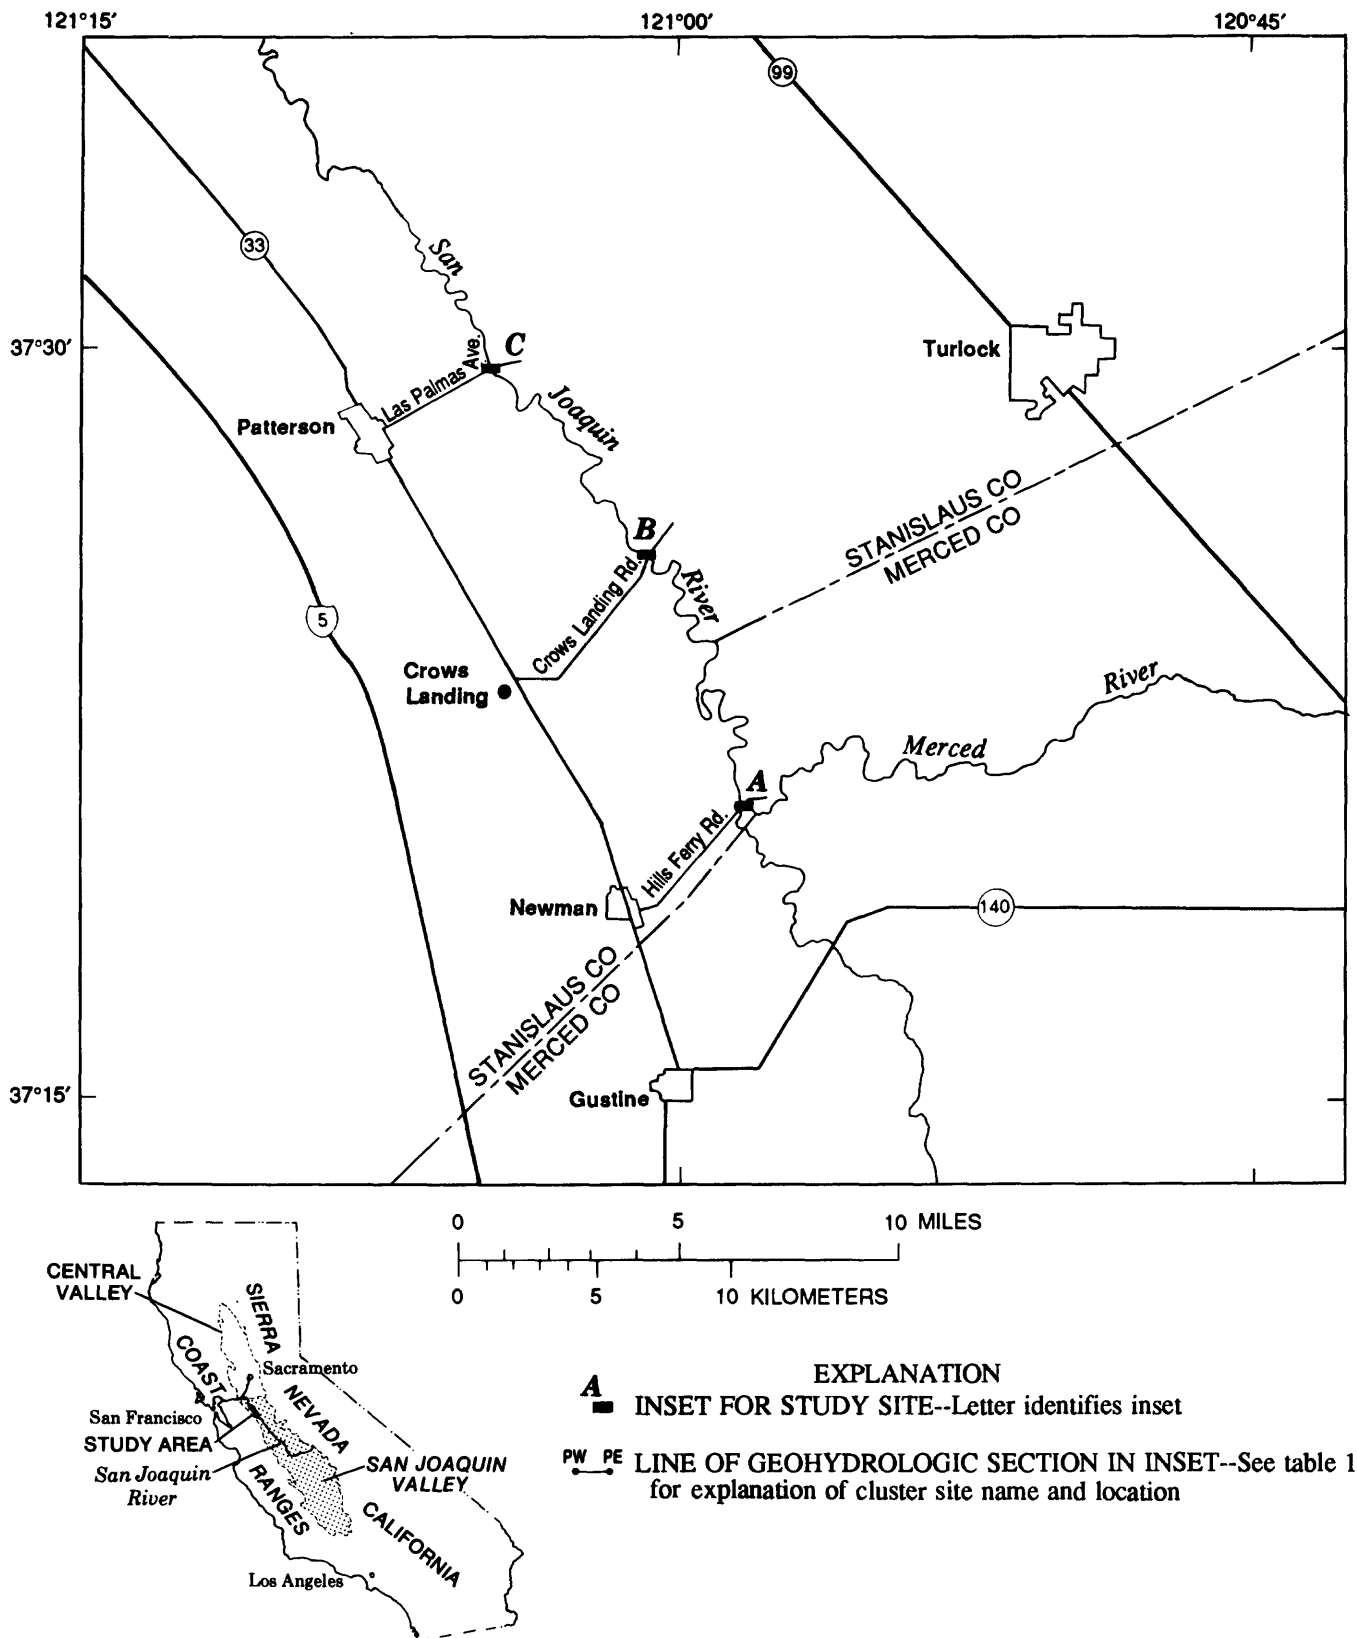 121°15′
121°00′
120°45′
99
33
San
37°30′
C
Las Palmas Ave.
Turlock
Patterson
Joaquin
STANISLAUS CO
MERCED CO
B
Crows Landing Rd.
River
5
Crows
Landing
River
Merced
A
Hills Ferry Rd.
Newman
140
STANISLAUS CO
MERCED CO
37°15′
Gustine
0 5 10 MILES
0 5 10 KILOMETERS
CENTRAL
VALLEY
SIERRA
NEVADA
COAST
RANGES
Sacramento
San Francisco
STUDY AREA
San Joaquin
River
SAN JOAQUIN
VALLEY
CALIFORNIA
Los Angeles
EXPLANATION
A
INSET FOR STUDY SITE--Letter identifies inset
PW PE
LINE OF GEOHYDROLOGIC SECTION IN INSET--See table 1
for explanation of cluster site name and location